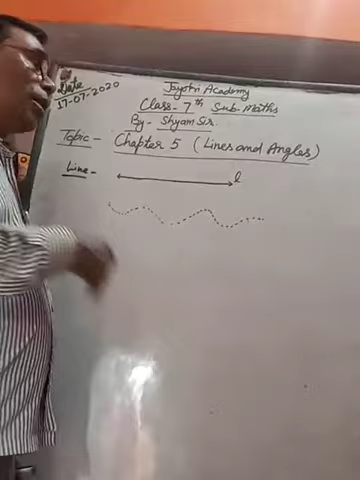 Date
17-07-2020
Jayshri Academy
Class- 7th Sub-Maths
By- Shyam Sir.
Topic- Chapter 5 (Lines and Angles)
Line- l